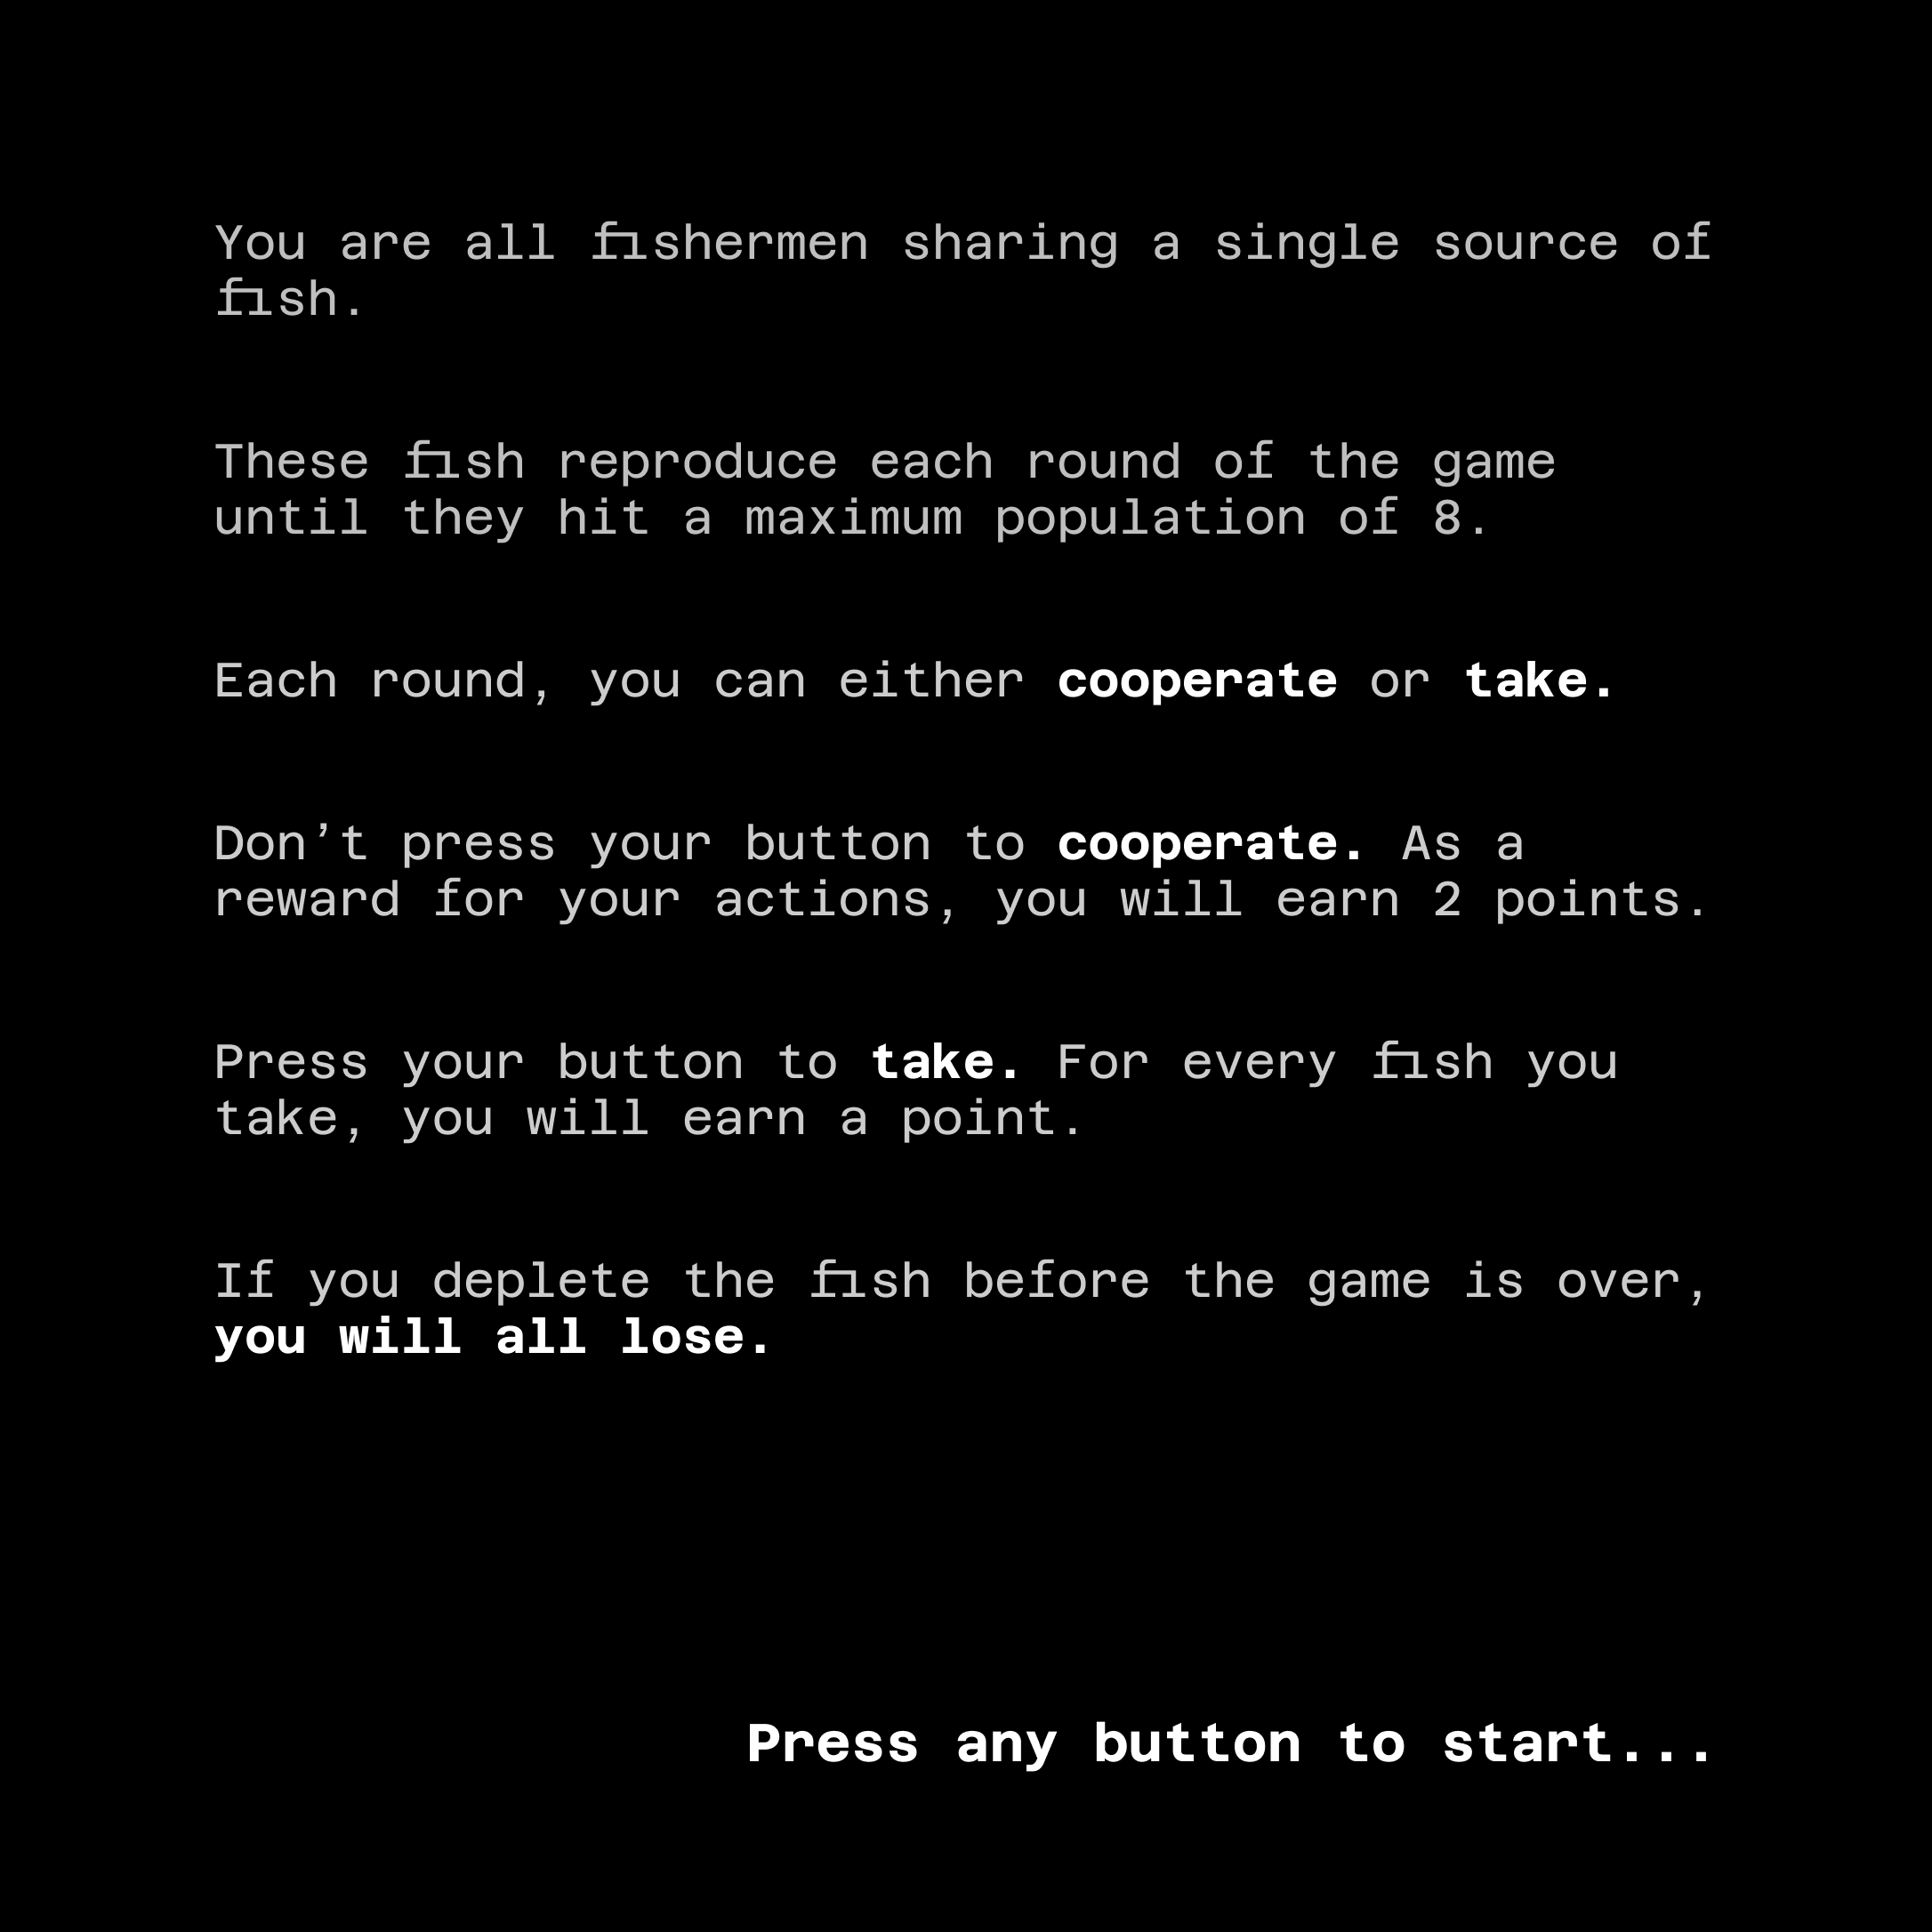 You are all fishermen sharing a single source of
fish.
These fish reproduce each round of the game
until they hit a maximum population of 8.
Each round, you can either cooperate or take.
Don’t press your button to cooperate. As a
reward for your actions, you will earn 2 points.
Press your button to take. For every fish you
take, you will earn a point.
If you deplete the fish before the game is over,
you will all lose.
Press any button to start...